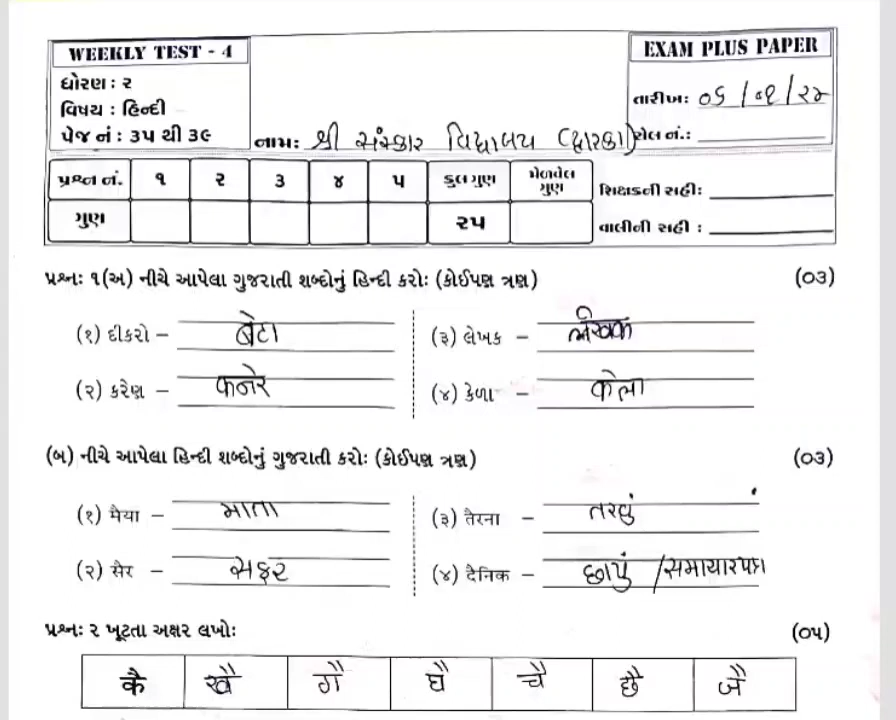 WEEKLY TEST - 4
EXAM PLUS PAPER
ધોરણ : ૨
વિષય : હિન્દી
તારીખ: ૦૬ / ૦૧ / ૨૪
પેજ નં : ૩૫ થી ૩૯
નામ: શ્રી સંસ્કાર વિદ્યાલય (દ્વારકા) રોલ નં.:
પ્રશ્ન નં. ૧ ૨ ૩ ૪ ૫ કુલ ગુણ મેળવેલ ગુણ શિક્ષકની સહી:
ગુણ ૨૫ વાલીની સહી :
પ્રશ્ન: ૧(અ) નીચે આપેલા ગુજરાતી શબ્દોનું હિન્દી કરો: (કોઈપણ ત્રણ) (૦૩)
(૧) દીકરો – बेटा (૩) લેખક – लेखक
(૨) કરેણ – कनेर (૪) કેળા – केला
(બ) નીચે આપેલા હિન્દી શબ્દોનું ગુજરાતી કરો: (કોઈપણ ત્રણ) (૦૩)
(૧) मैया – માતા (૩) तैरना – તરવું
(૨) सैर – સફર (૪) दैनिक – છાપું /સમાચારપત્ર
પ્રશ્ન: ૨ ખૂટતા અક્ષર લખો: (૦૫)
कै खै गै घै चै छै जै